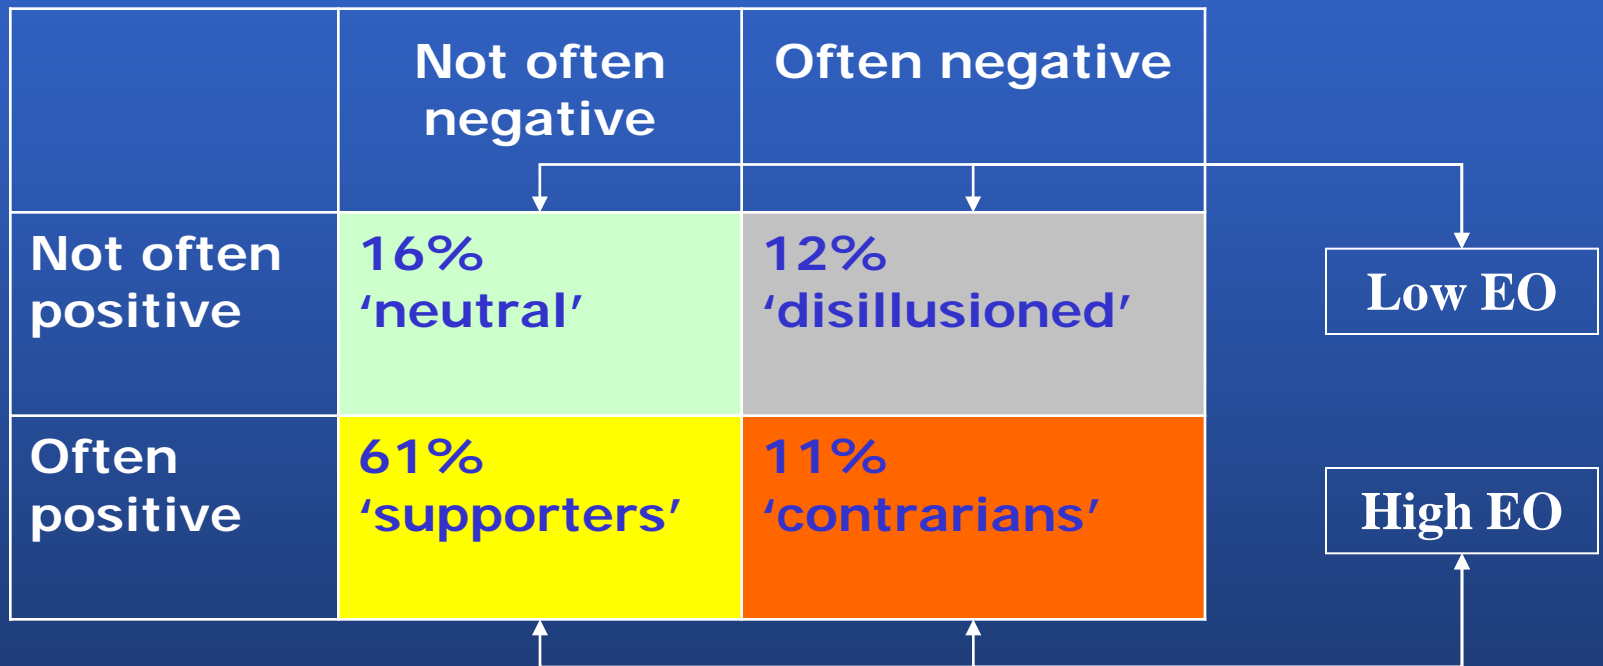 Not often
negative
Often negative
Not often
positive
16%
‘neutral’
12%
‘disillusioned’
Low EO
Often
positive
61%
‘supporters’
11%
‘contrarians’
High EO